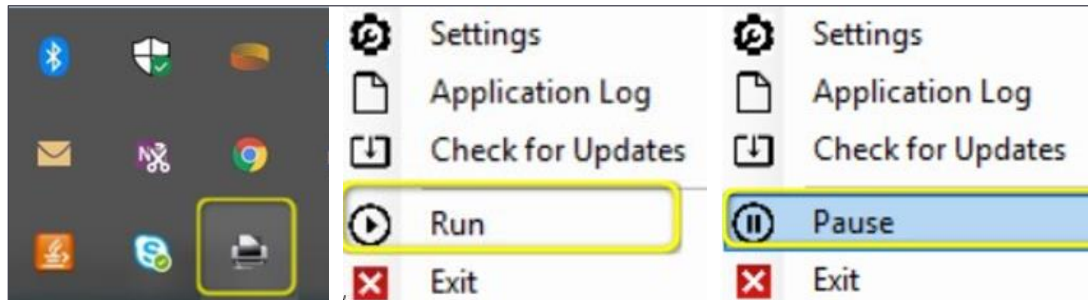 Settings
Application Log
Check for Updates
Run
Exit
Settings
Application Log
Check for Updates
Pause
Exit